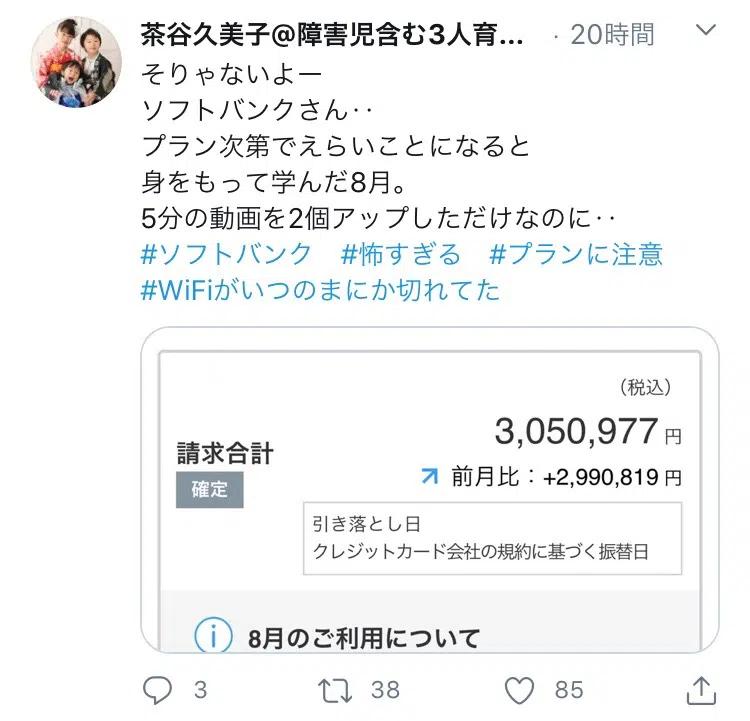 茶谷久美子@障害児含む3人育... · 20時間
そりゃないよー
ソフトバンクさん‥
プラン次第でえらいことになると
身をもって学んだ8月。
5分の動画を2個アップしただけなのに‥
#ソフトバンク #怖すぎる #プランに注意
#WiFiがいつのまにか切れてた
（税込）
3,050,977 円
請求合計
確定
前月比：+2,990,819 円
引き落とし日
クレジットカード会社の規約に基づく振替日
8月のご利用について
3 38 85